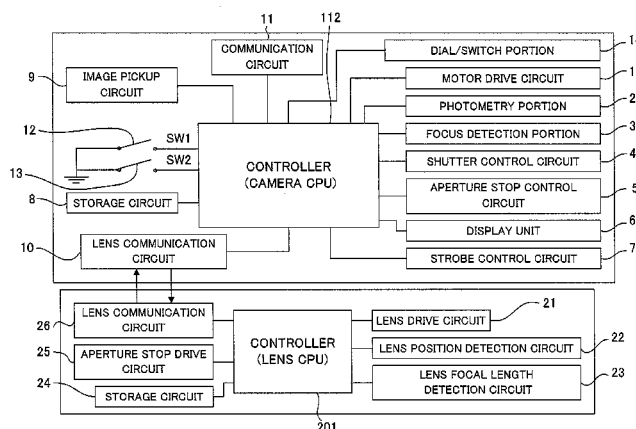 11
112
COMMUNICATION
CIRCUIT
DIAL/SWITCH PORTION
9
IMAGE PICKUP
CIRCUIT
MOTOR DRIVE CIRCUIT
1
PHOTOMETRY PORTION
2
12
SW1
FOCUS DETECTION PORTION
3
SW2
CONTROLLER
(CAMERA CPU)
SHUTTER CONTROL CIRCUIT
4
13
8
STORAGE CIRCUIT
APERTURE STOP CONTROL
CIRCUIT
5
10
LENS COMMUNICATION
CIRCUIT
DISPLAY UNIT
6
STROBE CONTROL CIRCUIT
7
26
LENS COMMUNICATION
CIRCUIT
CONTROLLER
(LENS CPU)
LENS DRIVE CIRCUIT
21
25
APERTURE STOP DRIVE
CIRCUIT
LENS POSITION DETECTION CIRCUIT
22
24
STORAGE CIRCUIT
LENS FOCAL LENGTH
DETECTION CIRCUIT
23
201